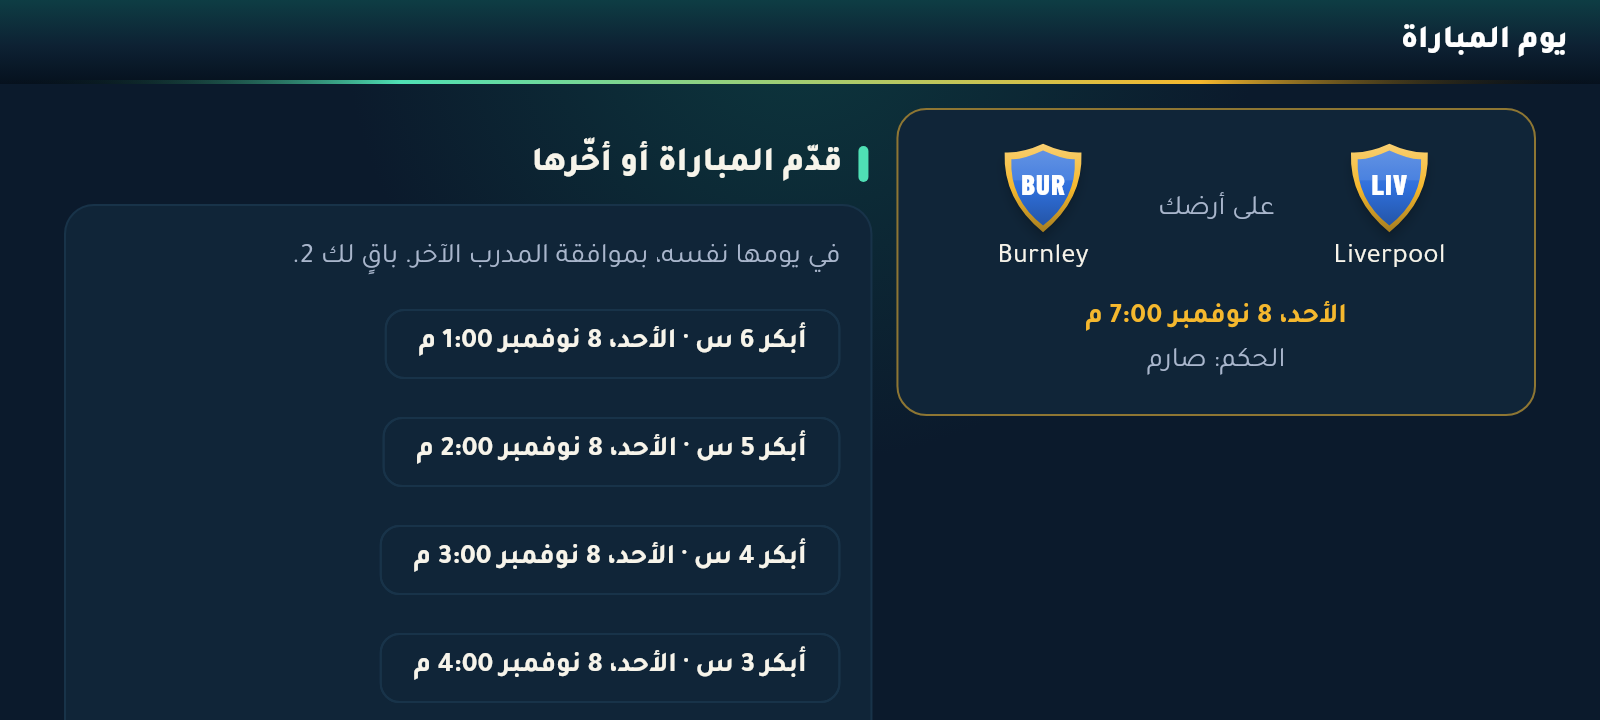 يوم المباراة
LIV
Liverpool
على أرضك
BUR
Burnley
الأحد، 8 نوفمبر 7:00 م
الحكم: صارم
قدّم المباراة أو أخّرها
في يومها نفسه، بموافقة المدرب الآخر. باقٍ لك 2.
أبكر 6 س · الأحد، 8 نوفمبر 1:00 م
أبكر 5 س · الأحد، 8 نوفمبر 2:00 م
أبكر 4 س · الأحد، 8 نوفمبر 3:00 م
أبكر 3 س · الأحد، 8 نوفمبر 4:00 م